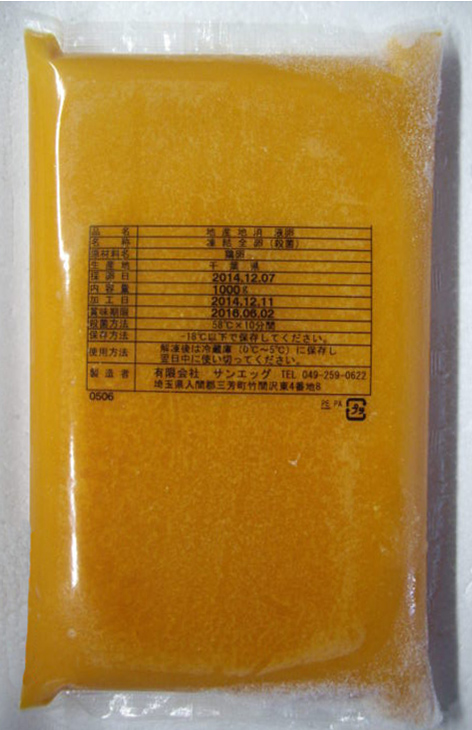 品 名 地産地消 液卵
名 称 凍結全卵(殺菌)
原材料名 鶏卵
生産地 千葉県
採卵日 2014.12.07
内容量 1000g
加工日 2014.12.11
賞味期限 2016.06.02
殺菌方法 58℃×10分間
保存方法 -18℃以下で保存してください。
使用方法 解凍後は冷蔵庫(0℃~5℃)に保存し
翌日中に使い切ってください。
製造者 有限会社 サンエッグ TEL 049-259-0622
埼玉県入間郡三芳町竹間沢東4番地8
0506
PE, PA
プラ